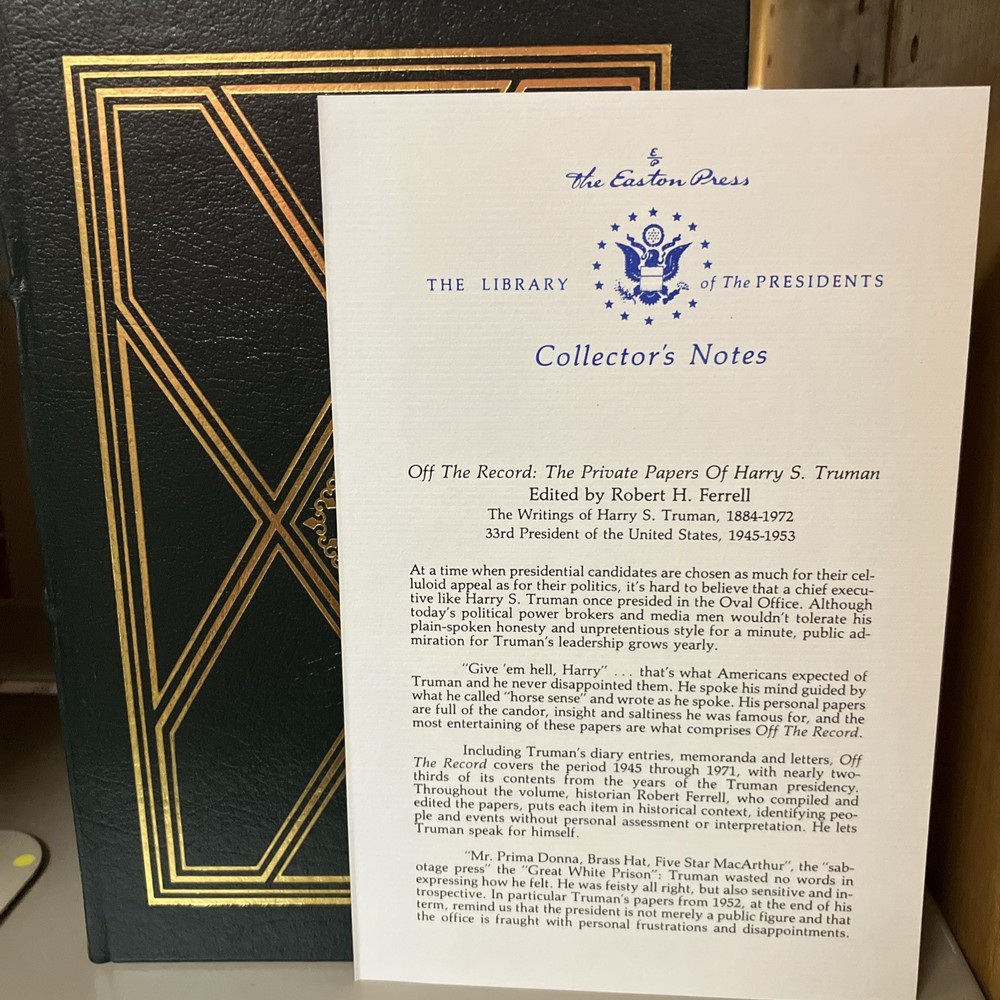 E
P
The Easton Press
THE LIBRARY of The PRESIDENTS
Collector's Notes
Off The Record: The Private Papers Of Harry S. Truman
Edited by Robert H. Ferrell
The Writings of Harry S. Truman, 1884-1972
33rd President of the United States, 1945-1953
At a time when presidential candidates are chosen as much for their cel-
luloid appeal as for their politics, it's hard to believe that a chief execu-
tive like Harry S. Truman once presided in the Oval Office. Although
today's political power brokers and media men wouldn't tolerate his
plain-spoken honesty and unpretentious style for a minute, public ad-
miration for Truman's leadership grows yearly.
"Give 'em hell, Harry" ... that's what Americans expected of
Truman and he never disappointed them. He spoke his mind guided by
what he called "horse sense" and wrote as he spoke. His personal papers
are full of the candor, insight and saltiness he was famous for, and the
most entertaining of these papers are what comprises Off The Record.
Including Truman's diary entries, memoranda and letters, Off
The Record covers the period 1945 through 1971, with nearly two-
thirds of its contents from the years of the Truman presidency.
Throughout the volume, historian Robert Ferrell, who compiled and
edited the papers, puts each item in historical context, identifying peo-
ple and events without personal assessment or interpretation. He lets
Truman speak for himself.
"Mr. Prima Donna, Brass Hat, Five Star MacArthur", the "sab-
otage press" the "Great White Prison": Truman wasted no words in
expressing how he felt. He was feisty all right, but also sensitive and in-
trospective. In particular Truman's papers from 1952, at the end of his
term, remind us that the president is not merely a public figure and that
the office is fraught with personal frustrations and disappointments.